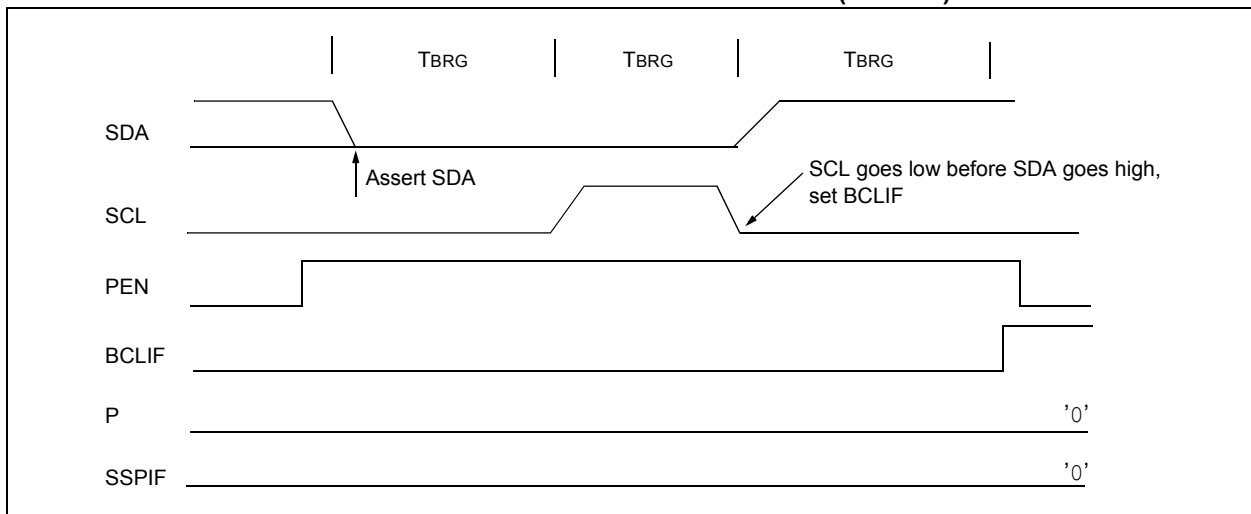 TBRG TBRG TBRG
SDA
Assert SDA
SCL goes low before SDA goes high,
set BCLIF
SCL
PEN
BCLIF
P '0'
SSPIF '0'